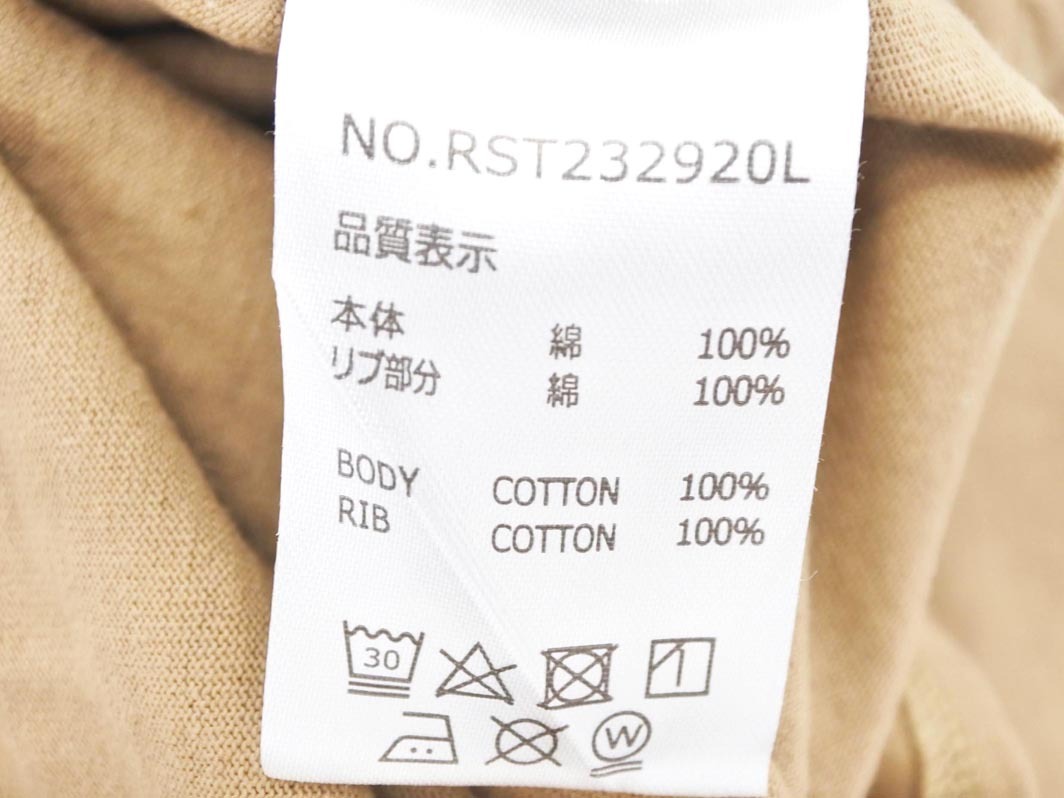 NO.RST232920L
品質表示
本体 綿 100%
リブ部分 綿 100%
BODY COTTON 100%
RIB COTTON 100%
30
W